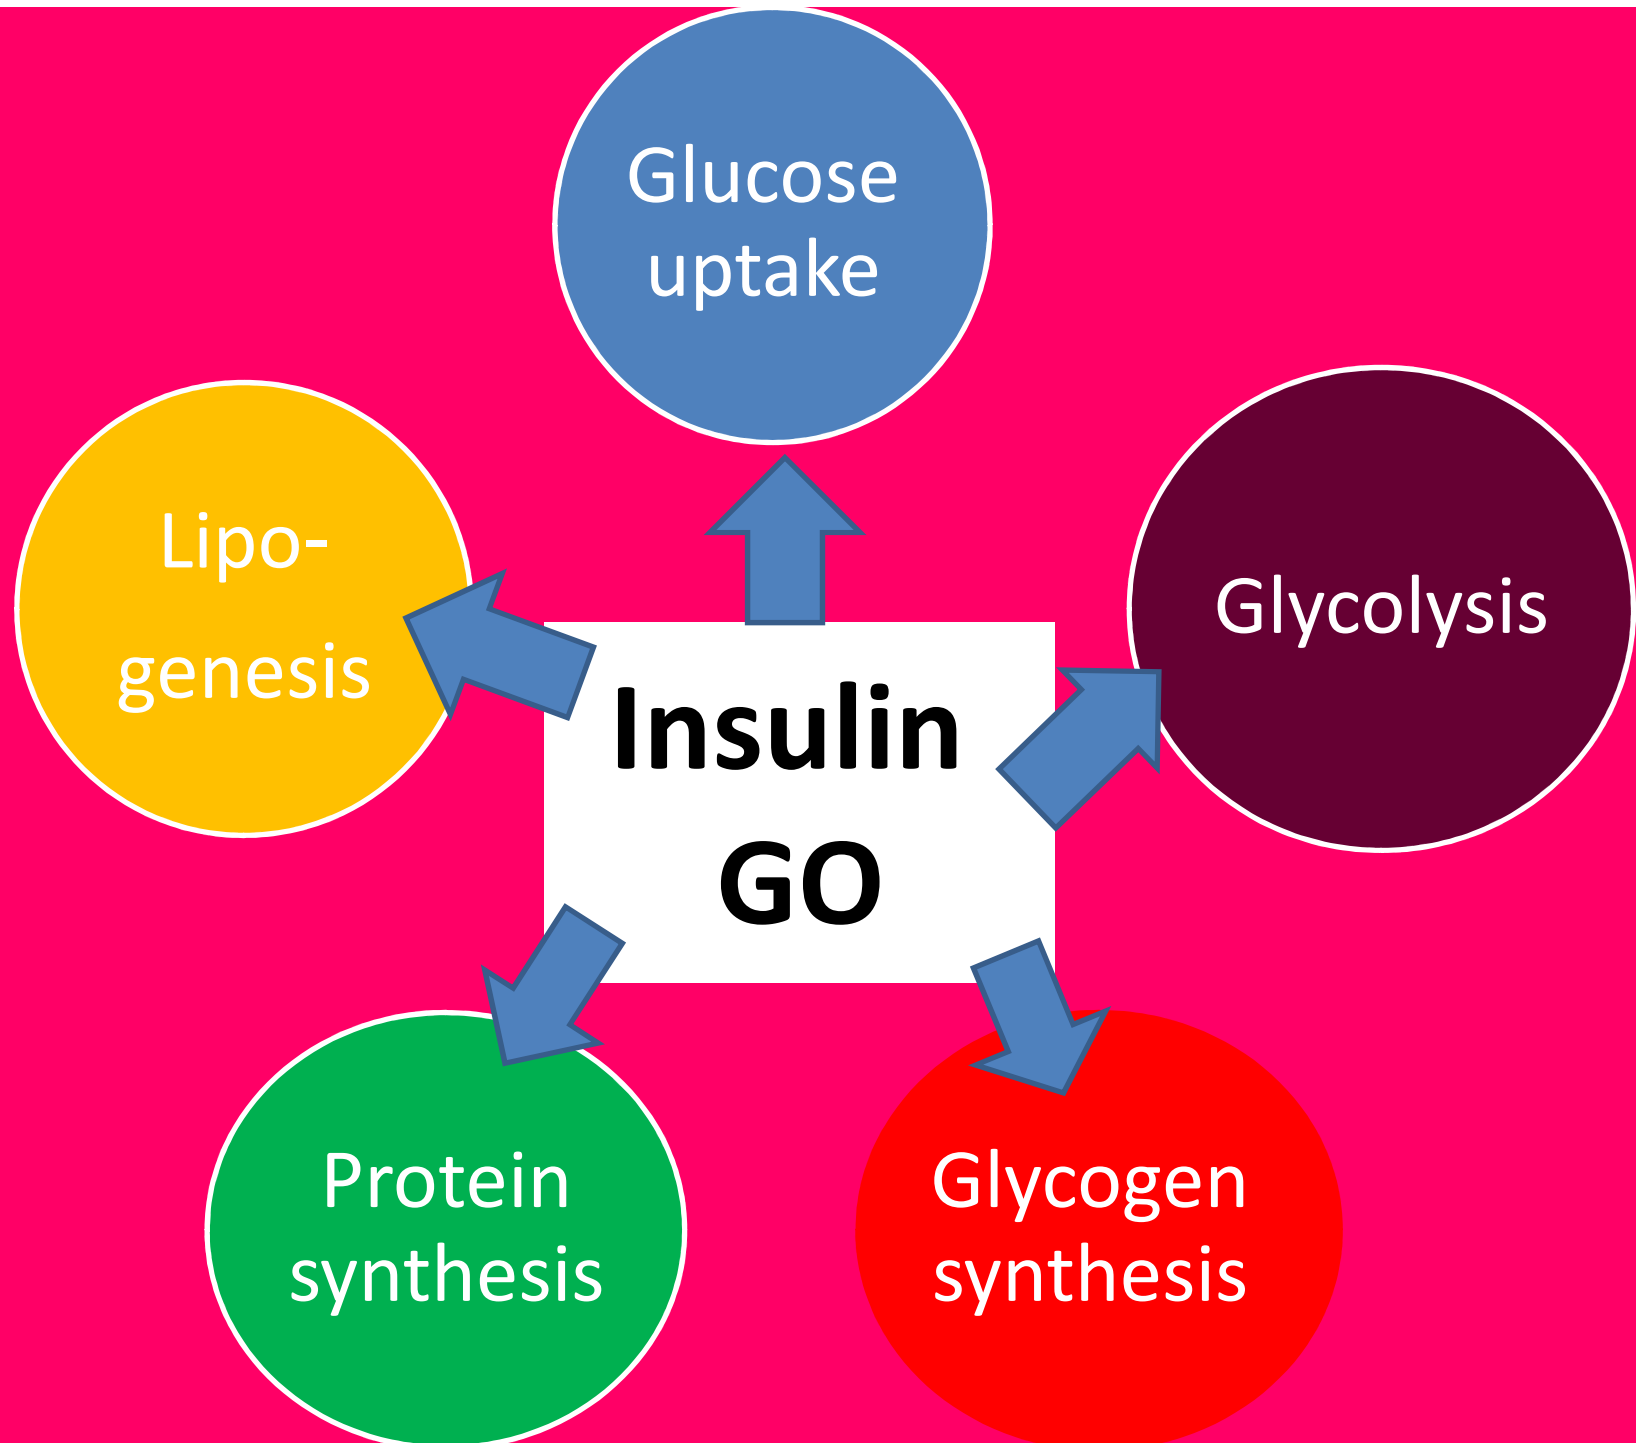 Glucose
uptake
Lipo-
genesis
Glycolysis
Insulin
GO
Protein
synthesis
Glycogen
synthesis